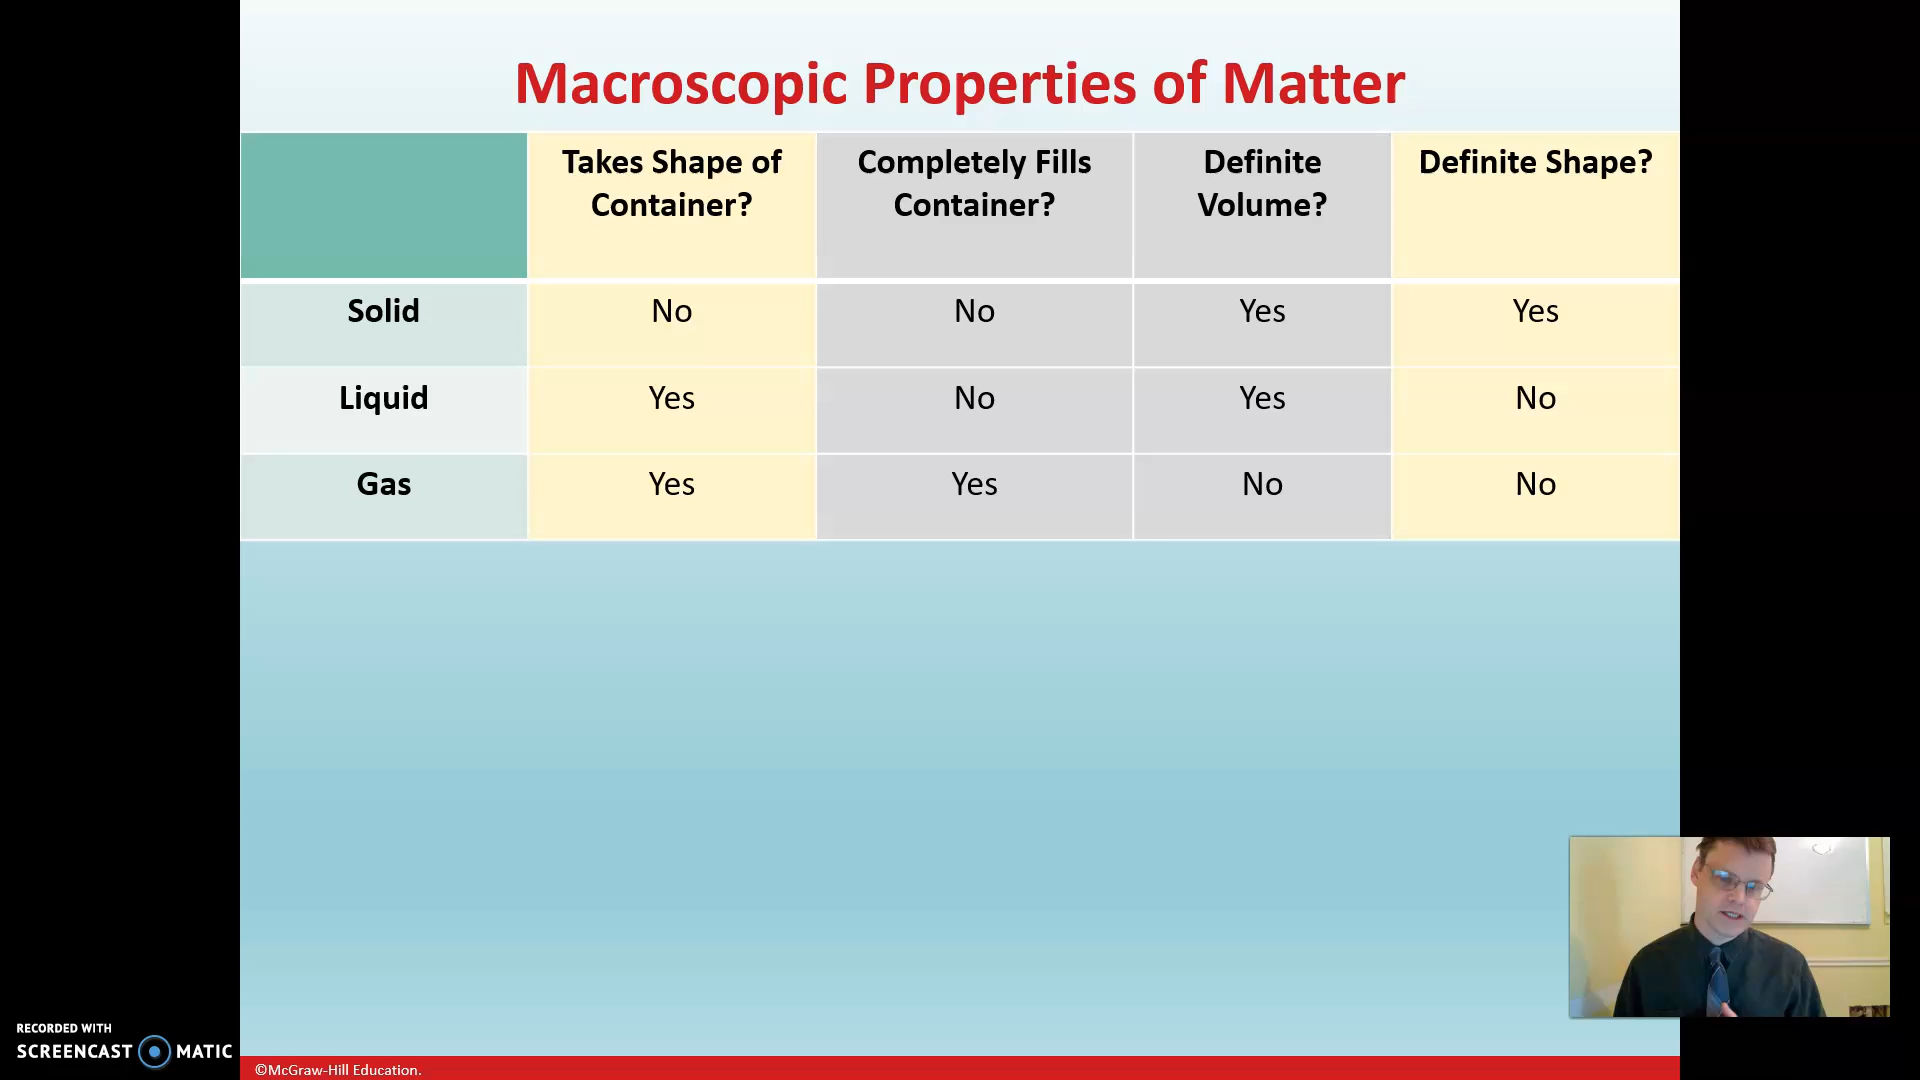 Macroscopic Properties of Matter
Takes Shape of
Container?
Completely Fills
Container?
Definite
Volume?
Definite Shape?
Solid No No Yes Yes
Liquid Yes No Yes No
Gas Yes Yes No No
RECORDED WITH
SCREENCAST MATIC
©McGraw-Hill Education.